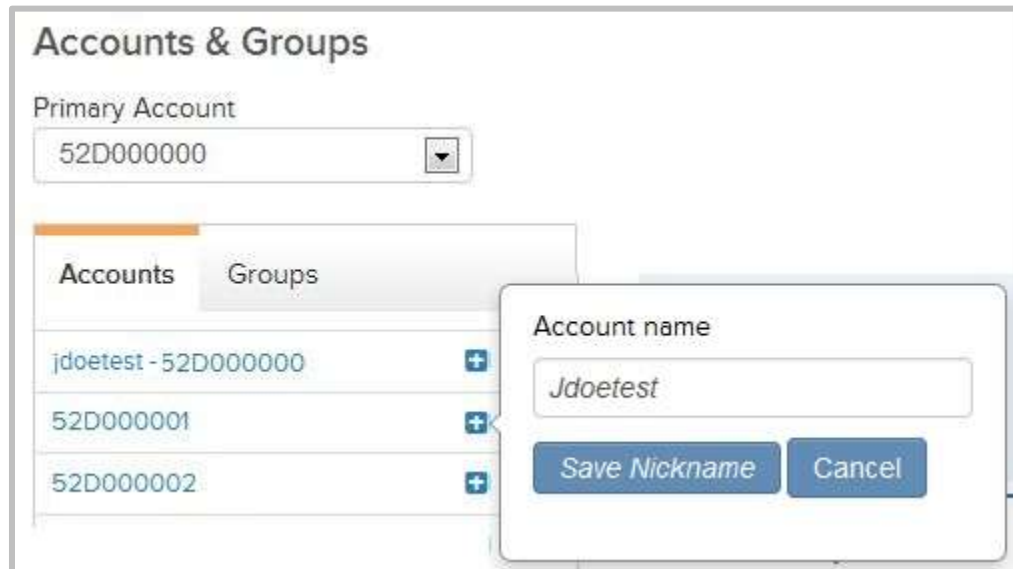 Accounts & Groups
Primary Account
52D000000
Accounts Groups
jdoetest - 52D000000
52D000001
52D000002
Account name
Jdoetest
Save Nickname Cancel